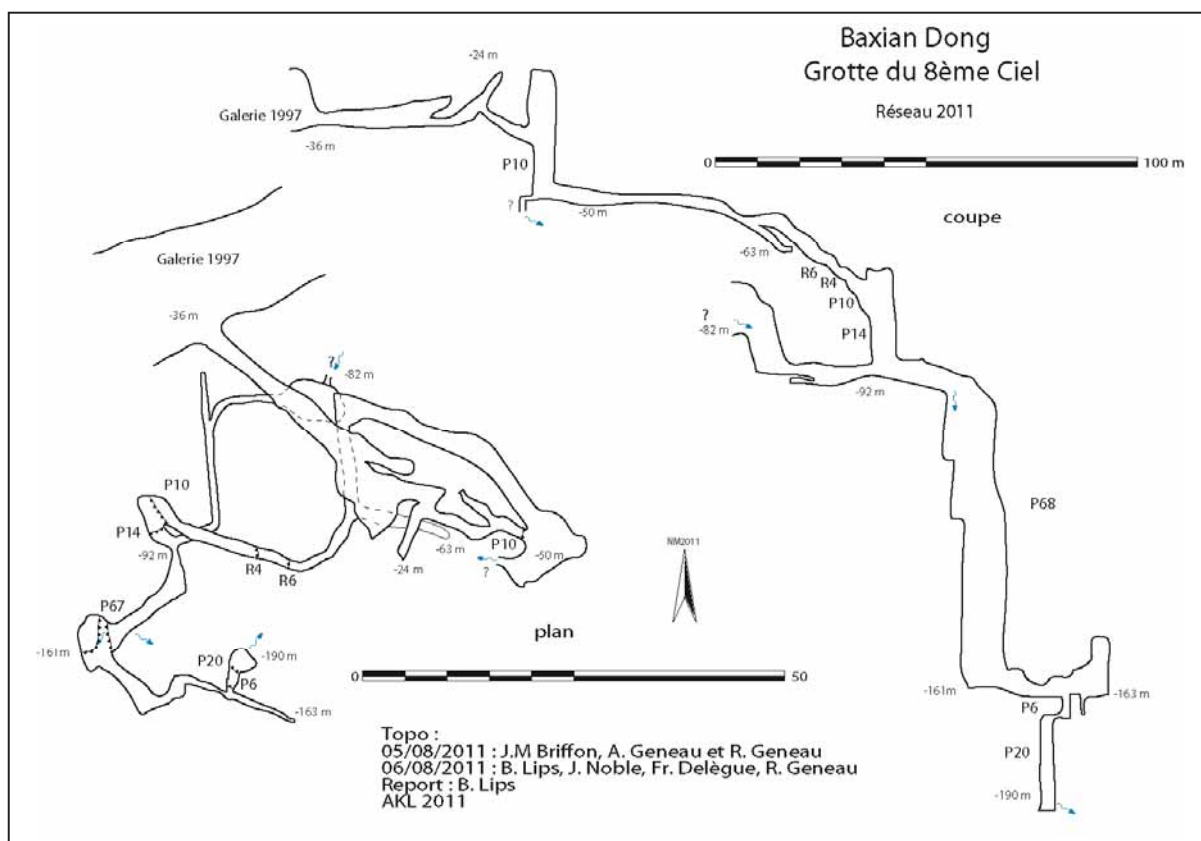 Baxian Dong
Grotte du 8ème Ciel
Réseau 2011
0
100 m
coupe
-24 m
Galerie 1997
-36 m
P10
?
-50 m
-63 m
R6
R4
P10
P14
?
-82 m
-92 m
P68
-161m
-163 m
P6
P20
-190 m
Galerie 1997
-36 m
?
-82 m
P10
P14
-92 m
R4
R6
-24 m
-63 m
P10
-50 m
?
P67
-161m
P20
-190 m
P6
-163 m
NM2011
plan
0
50
Topo :
05/08/2011 : J.M Briffon, A. Geneau et R. Geneau
06/08/2011 : B. Lips, J. Noble, Fr. Delègue, R. Geneau
Report : B. Lips
AKL 2011